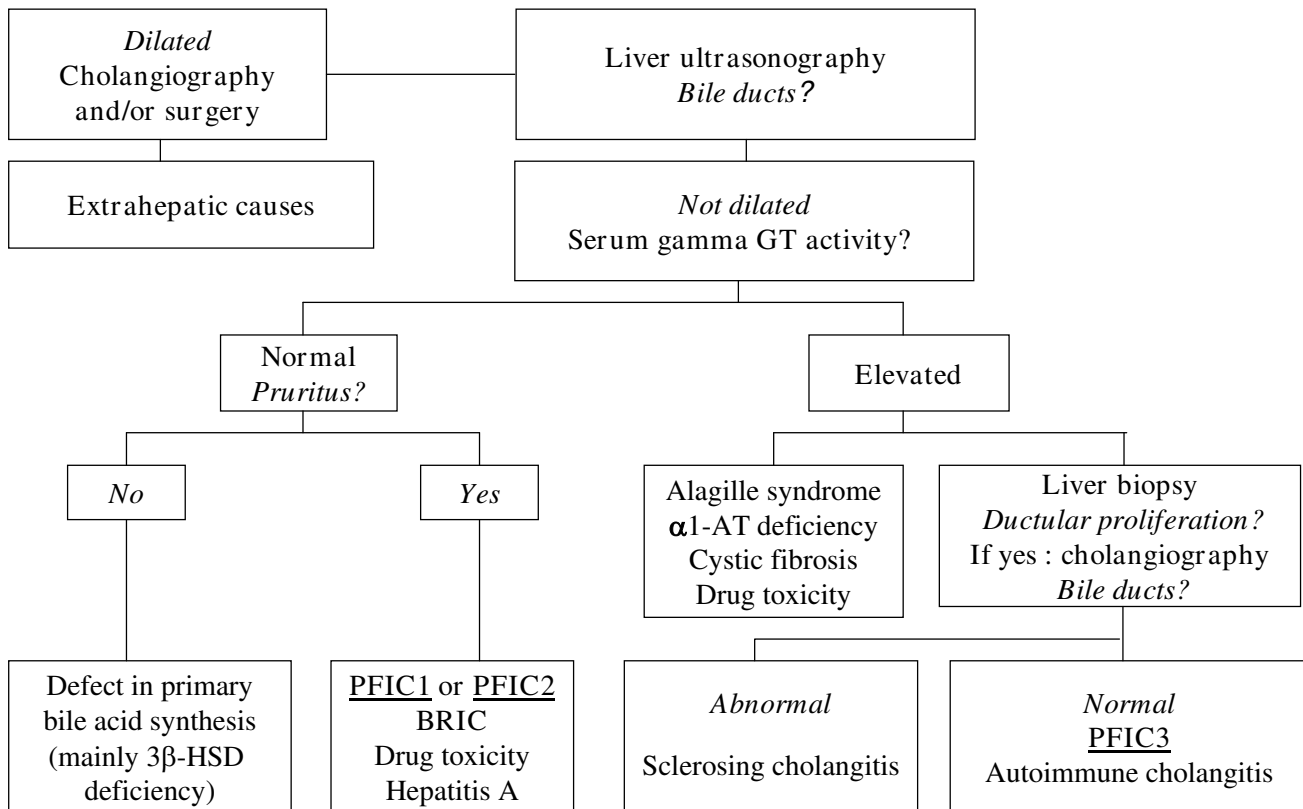 Dilated
Cholangiography
and/or surgery
Liver ultrasonography
Bile ducts?
Extrahepatic causes
Not dilated
Serum gamma GT activity?
Normal
Pruritus?
Elevated
No
Yes
Alagille syndrome
α1-AT deficiency
Cystic fibrosis
Drug toxicity
Liver biopsy
Ductular proliferation?
If yes : cholangiography
Bile ducts?
Defect in primary
bile acid synthesis
(mainly 3β-HSD
deficiency)
PFIC1 or PFIC2
BRIC
Drug toxicity
Hepatitis A
Abnormal
Sclerosing cholangitis
Normal
PFIC3
Autoimmune cholangitis